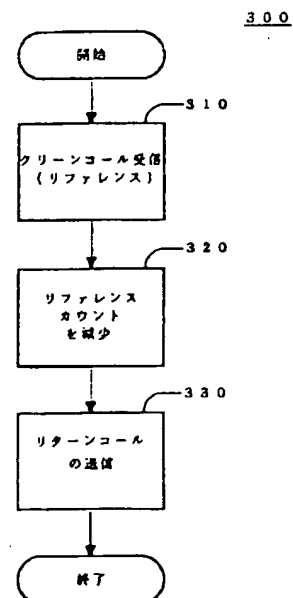 300
開始
310
クリーンコール受信
(リファレンス)
320
リファレンス
カウント
を減少
330
リターンコール
の送信
終了